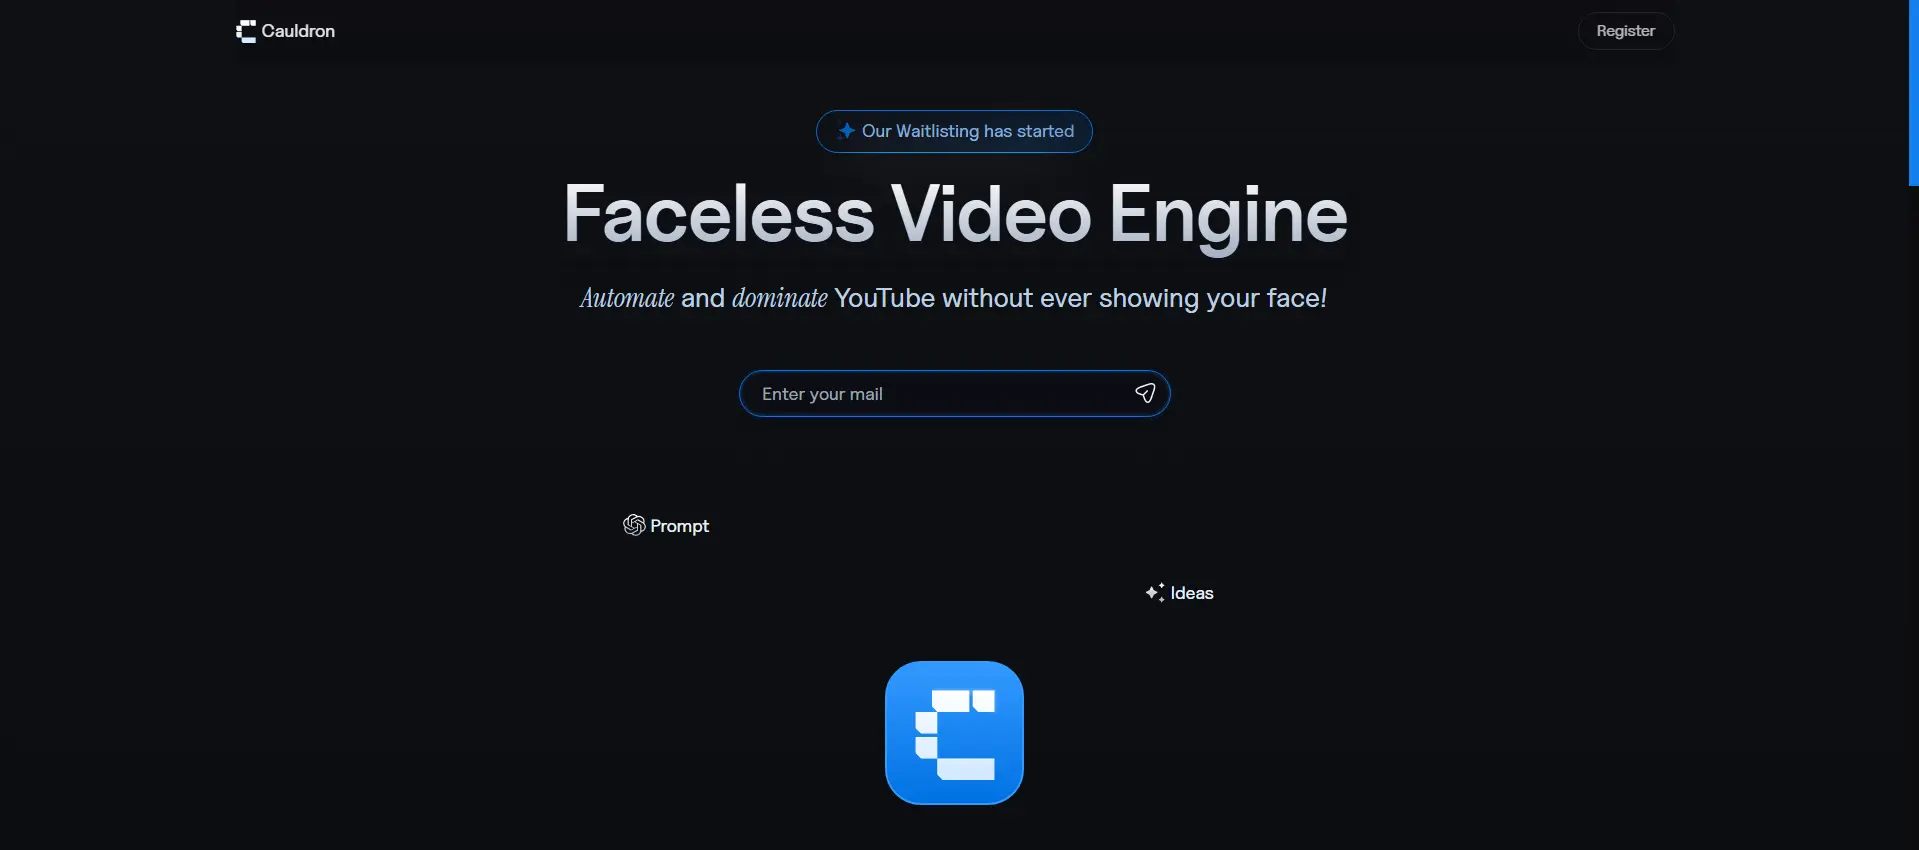 Cauldron
Register
Our Waitlisting has started
Faceless Video Engine
Automate and dominate YouTube without ever showing your face!
Enter your mail
Prompt
Ideas